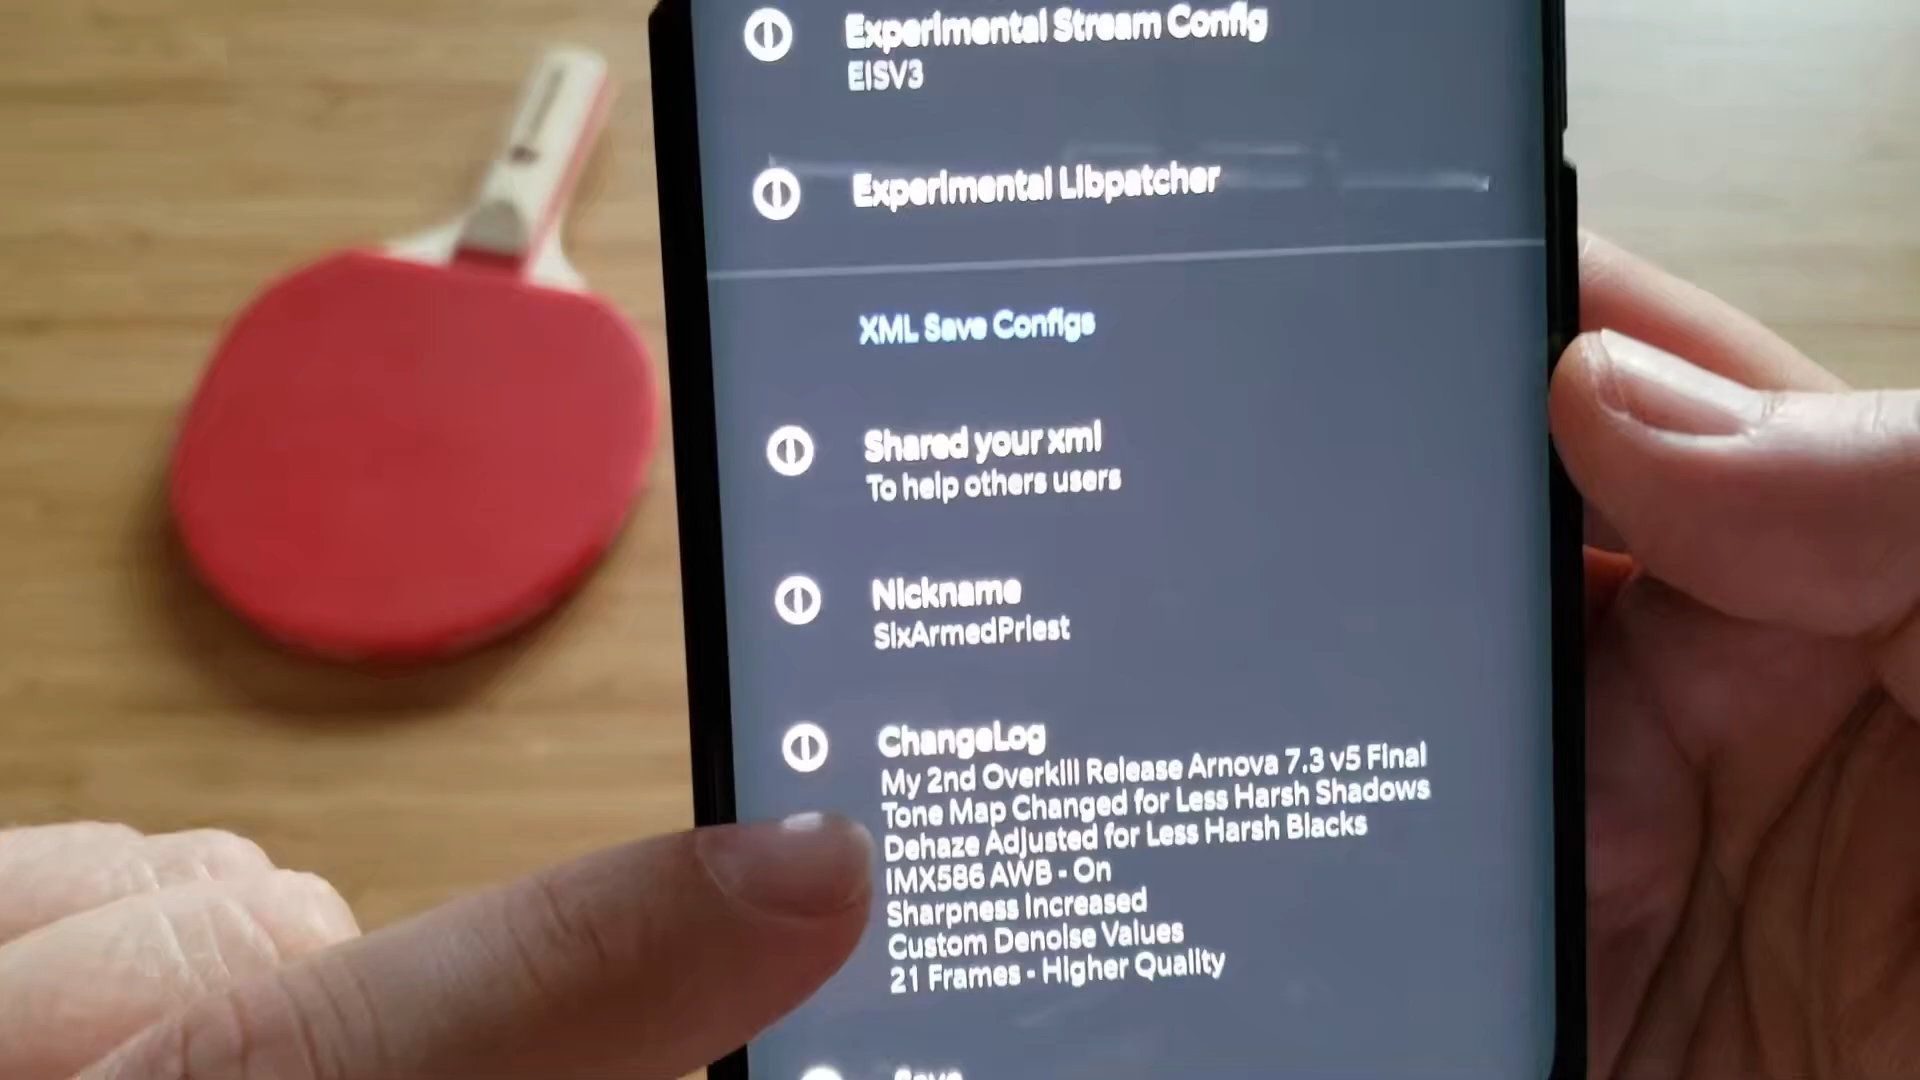 Experimental Stream Config
EISV3
Experimental Libpatcher
XML Save Configs
Shared your xml
To help others users
Nickname
SixArmedPriest
ChangeLog
My 2nd Overkill Release Arnova 7.3 v5 Final
Tone Map Changed for Less Harsh Shadows
Dehaze Adjusted for Less Harsh Blacks
IMX586 AWB - On
Sharpness Increased
Custom Denoise Values
21 Frames - Higher Quality
Save